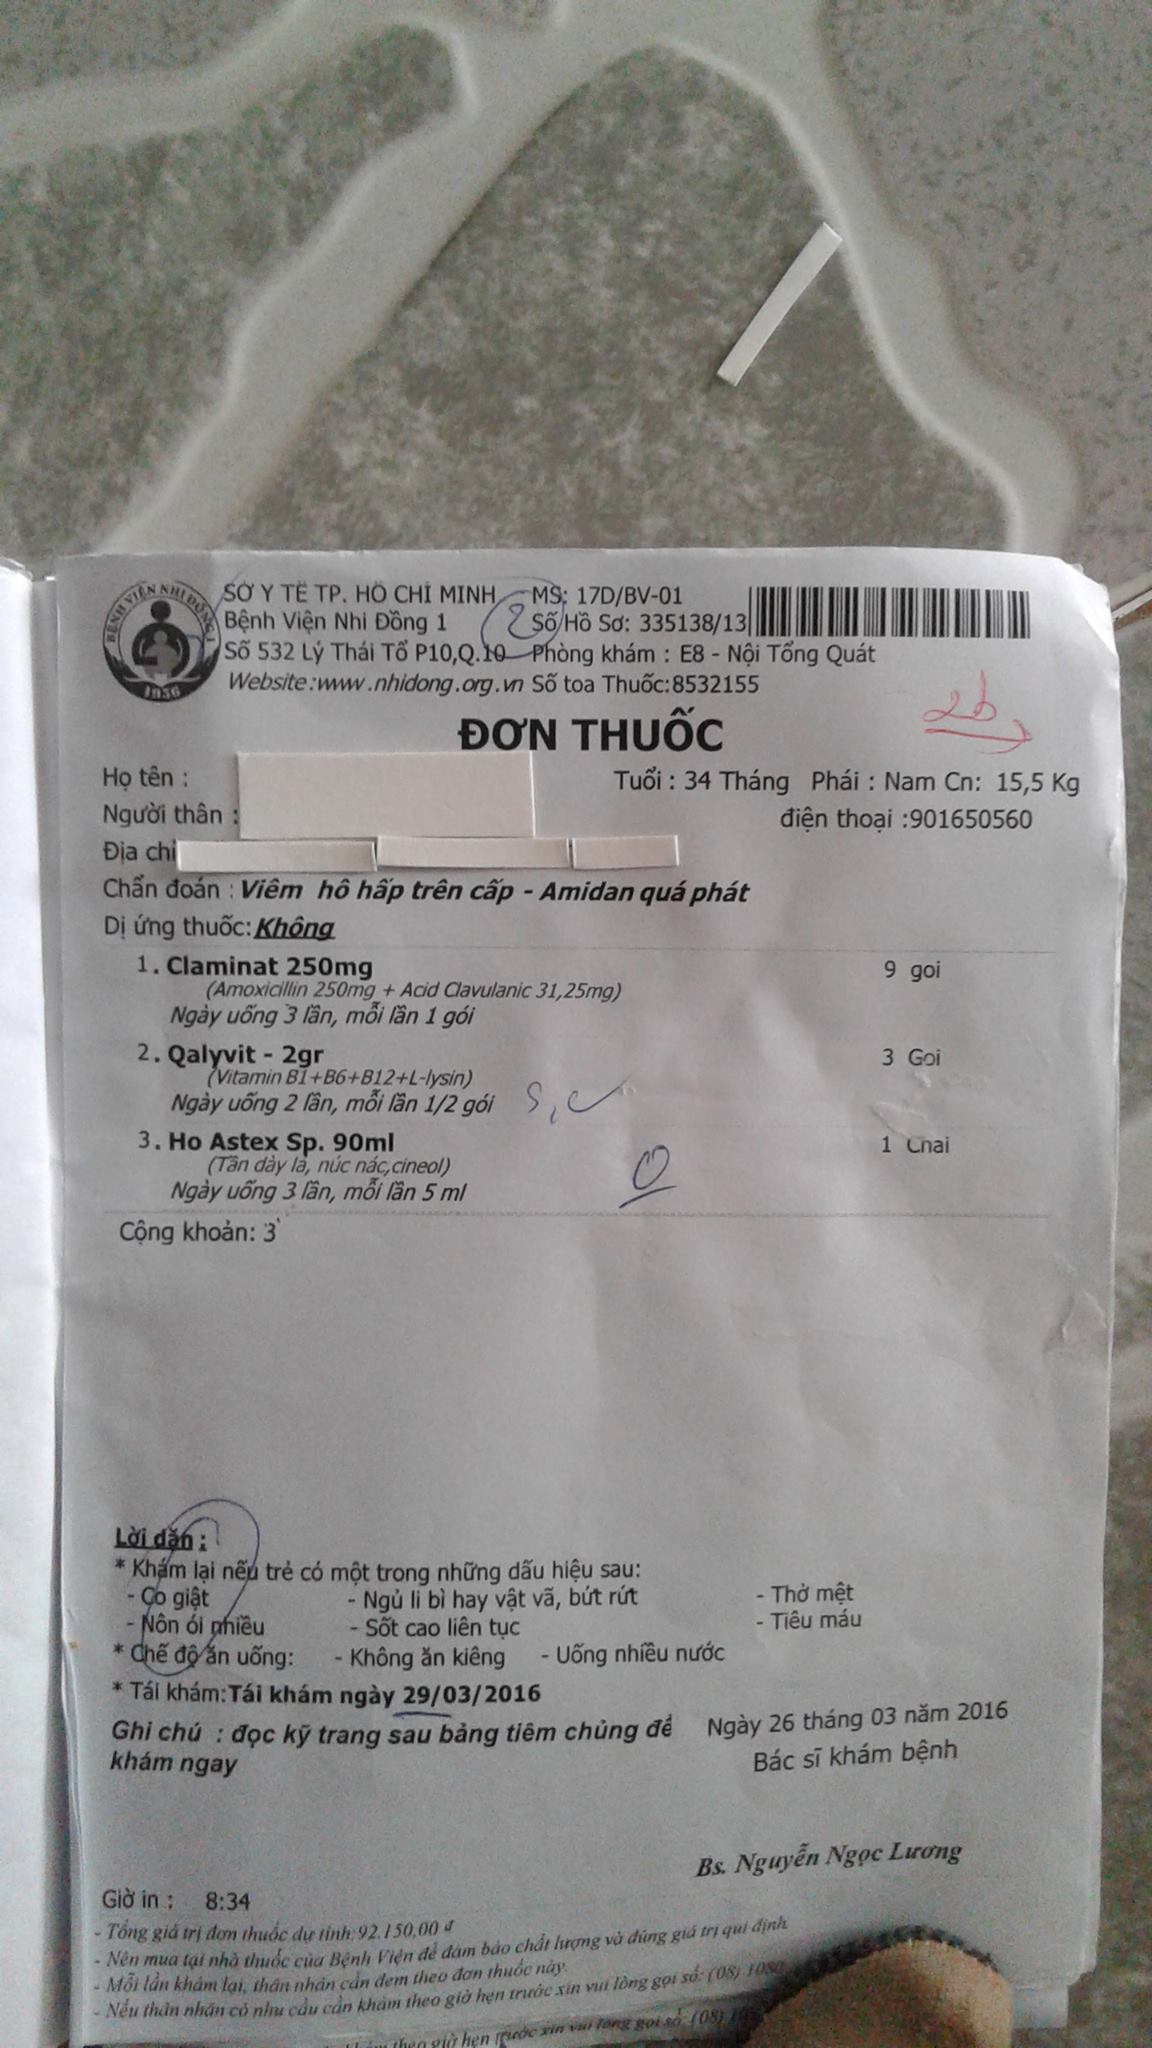 BỆNH VIỆN NHI ĐỒNG 1
1956
SỞ Y TẾ TP. HỒ CHÍ MINH MS: 17D/BV-01
Bệnh Viện Nhi Đồng 1 2 Số Hồ Sơ: 335138/13
Số 532 Lý Thái Tổ P10,Q.10 Phòng khám : E8 - Nội Tổng Quát
Website:www.nhidong.org.vn Số toa Thuốc:8532155
2b
ĐƠN THUỐC
Họ tên : Tuổi : 34 Tháng Phái : Nam Cn: 15,5 Kg
Người thân : điện thoại :901650560
Địa chỉ
Chẩn đoán : Viêm hô hấp trên cấp - Amidan quá phát
Dị ứng thuốc:Không
1. Claminat 250mg 9 goi
(Amoxicillin 250mg + Acid Clavulanic 31,25mg)
Ngày uống 3 lần, mỗi lần 1 gói
2. Qalyvit - 2gr 3 Goi
(Vitamin B1+B6+B12+L-lysin)
Ngày uống 2 lần, mỗi lần 1/2 gói S, c
3. Ho Astex Sp. 90ml 1 Chai
(Tần dày lá, núc nác,cineol)
Ngày uống 3 lần, mỗi lần 5 ml
Cộng khoản: 3
Lời dặn :
* Khám lại nếu trẻ có một trong những dấu hiệu sau:
- Co giật - Ngủ li bì hay vật vã, bứt rứt - Thở mệt
- Nôn ói nhiều - Sốt cao liên tục - Tiêu máu
* Chế độ ăn uống: - Không ăn kiêng - Uống nhiều nước
* Tái khám:Tái khám ngày 29/03/2016
Ghi chú : đọc kỹ trang sau bảng tiêm chủng để Ngày 26 tháng 03 năm 2016
khám ngay Bác sĩ khám bệnh
Bs. Nguyễn Ngọc Lương
Giờ in : 8:34
- Tổng giá trị đơn thuốc dự tính:92.150,00 đ
- Nên mua tại nhà thuốc của Bệnh Viện để đảm bảo chất lượng và đúng giá trị qui định.
- Mỗi lần khám lại, thân nhân cần đem theo đơn thuốc này.
- Nếu thân nhân có nhu cầu cần khám theo giờ hẹn trước xin vui lòng gọi số: (08) 1080
khám theo giờ hẹn trước xin vui lòng gọi số: (08)